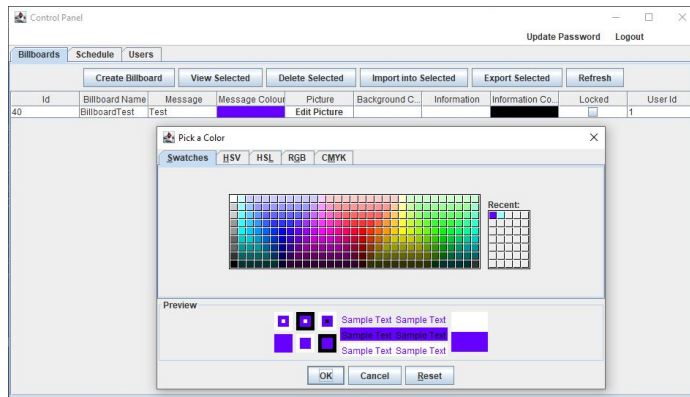 Control Panel
Update Password Logout
Billboards Schedule Users
Create Billboard View Selected Delete Selected Import into Selected Export Selected Refresh
Id Billboard Name Message Message Colour Picture Background C... Information Information Co... Locked User Id
40 BillboardTest Test Edit Picture 1
Pick a Color
Swatches HSV HSL RGB CMYK
Recent:
Preview
Sample Text Sample Text
Sample Text Sample Text
Sample Text Sample Text
OK Cancel Reset